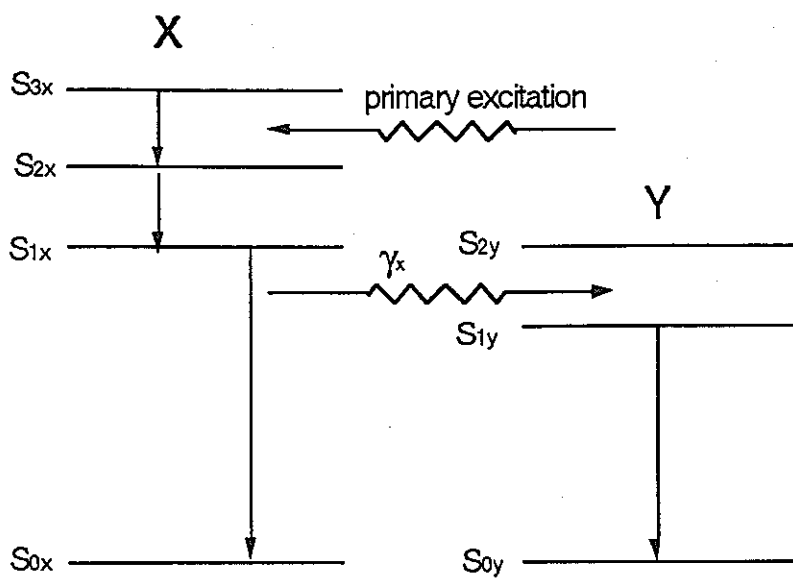 X
S3x
primary excitation
S2x
Y
S1x
S2y
γx
S1y
S0x
S0y